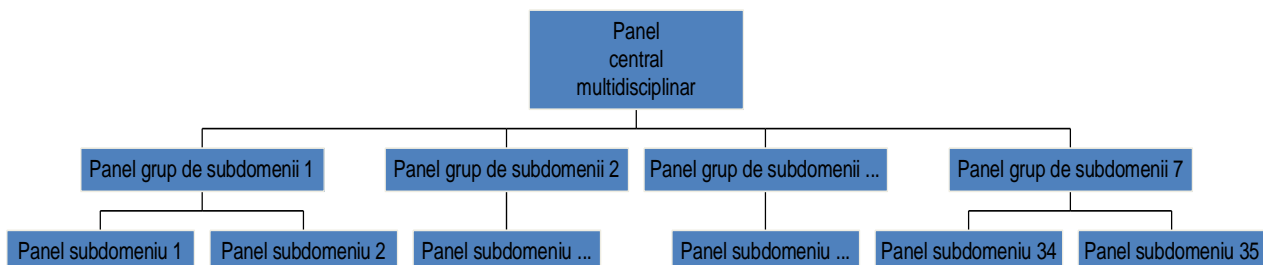 Panel
central
multidisciplinar
Panel grup de subdomenii 1
Panel grup de subdomenii 2
Panel grup de subdomenii ...
Panel grup de subdomenii 7
Panel subdomeniu 1
Panel subdomeniu 2
Panel subdomeniu ...
Panel subdomeniu ...
Panel subdomeniu 34
Panel subdomeniu 35